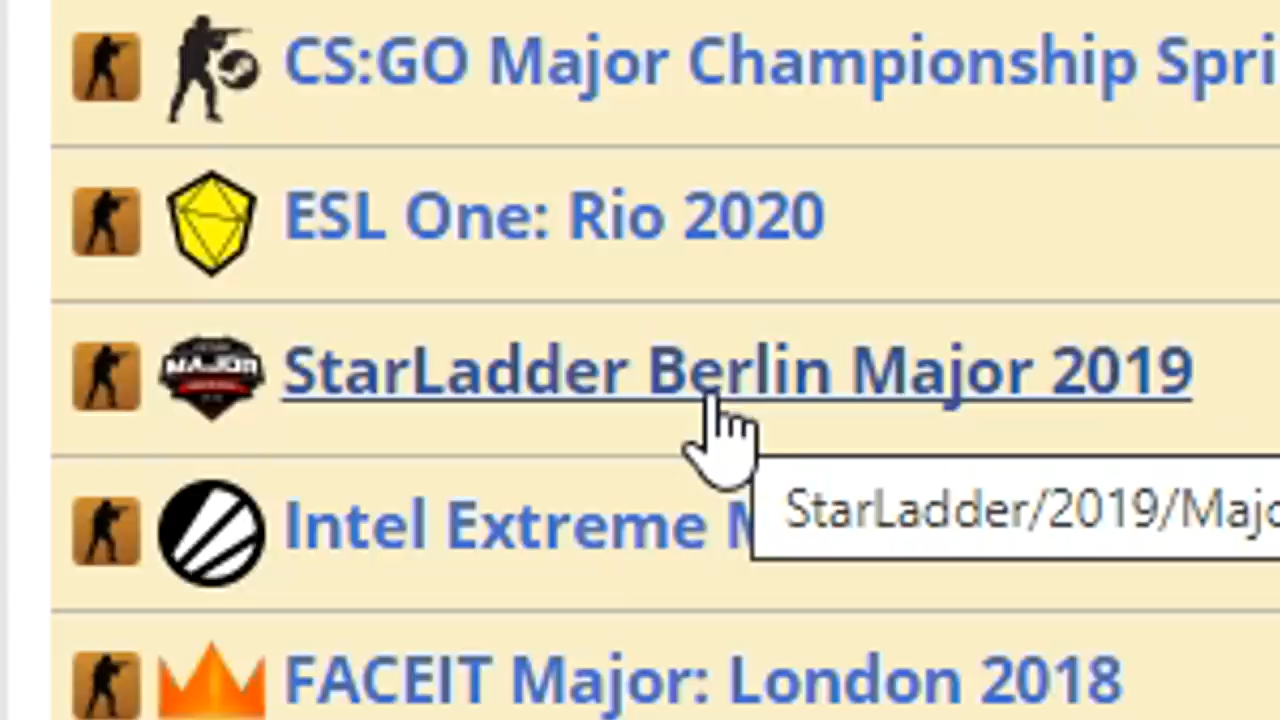 CS:GO Major Championship Spri
ESL One: Rio 2020
MAJOR
StarLadder Berlin Major 2019
StarLadder/2019/Majo
Intel Extreme
FACEIT Major: London 2018